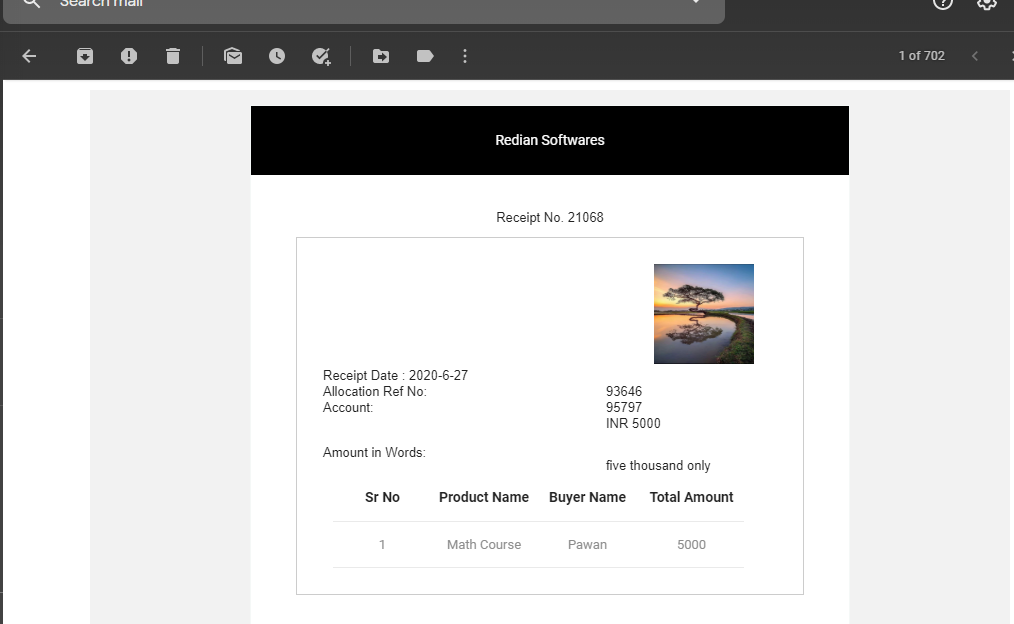 Search mail
1 of 702
Redian Softwares
Receipt No. 21068
Receipt Date : 2020-6-27
Allocation Ref No: 93646
Account: 95797
INR 5000
Amount in Words:
five thousand only
Sr No Product Name Buyer Name Total Amount
1 Math Course Pawan 5000